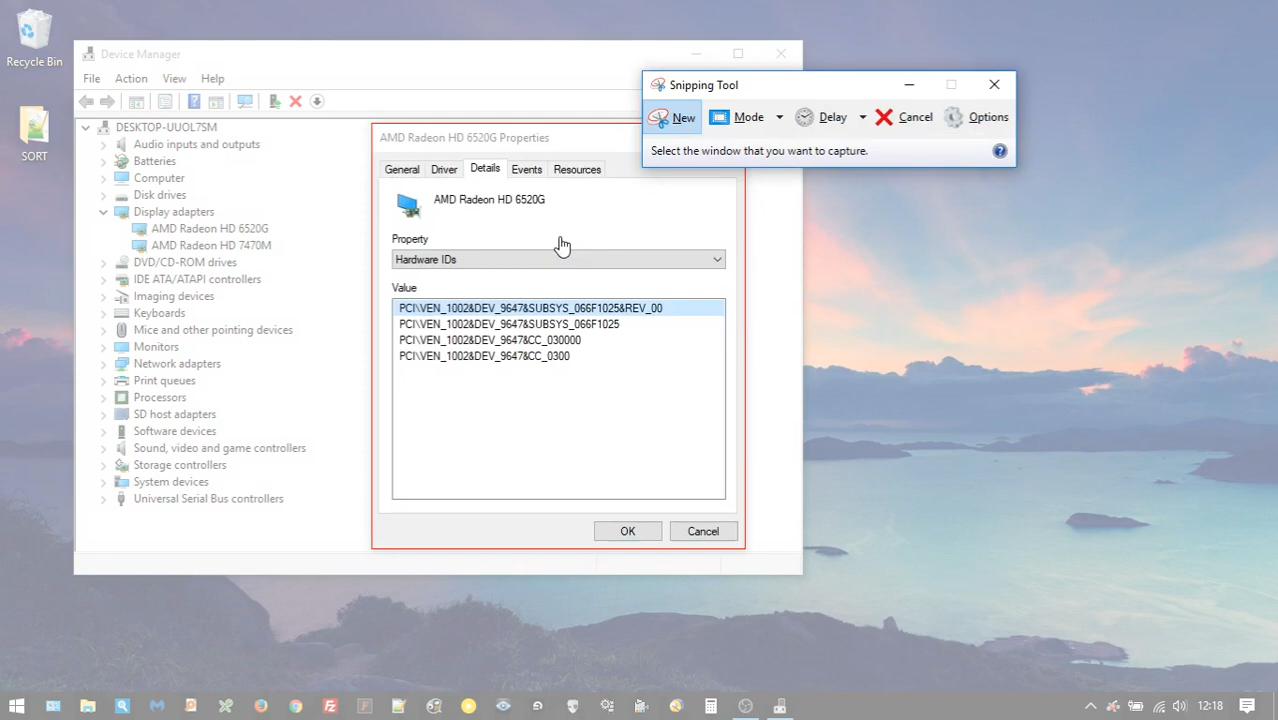 Recycle Bin
SORT
Device Manager
File Action View Help
DESKTOP-UUOL7SM
Audio inputs and outputs
Batteries
Computer
Disk drives
Display adapters
AMD Radeon HD 6520G
AMD Radeon HD 7470M
DVD/CD-ROM drives
IDE ATA/ATAPI controllers
Imaging devices
Keyboards
Mice and other pointing devices
Monitors
Network adapters
Print queues
Processors
SD host adapters
Software devices
Sound, video and game controllers
Storage controllers
System devices
Universal Serial Bus controllers
AMD Radeon HD 6520G Properties
General Driver Details Events Resources
AMD Radeon HD 6520G
Property
Hardware IDs
Value
PCI\VEN_1002&DEV_9647&SUBSYS_066F1025&REV_00
PCI\VEN_1002&DEV_9647&SUBSYS_066F1025
PCI\VEN_1002&DEV_9647&CC_030000
PCI\VEN_1002&DEV_9647&CC_0300
OK Cancel
Snipping Tool
New Mode Delay Cancel Options
Select the window that you want to capture.
12:18